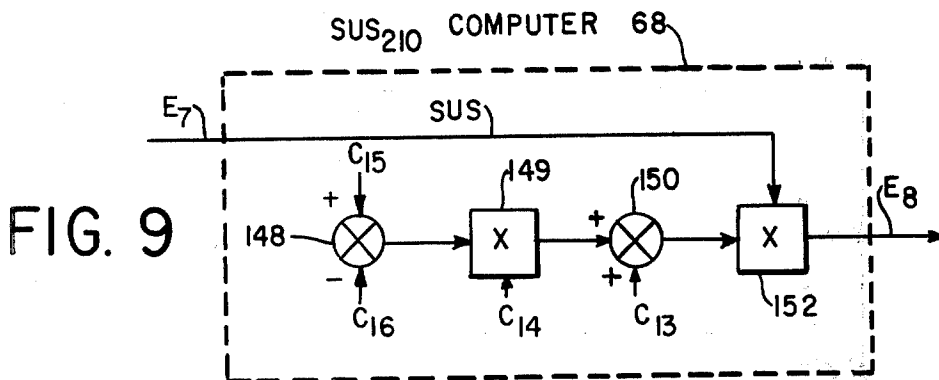 SUS210 COMPUTER 68
E7
SUS
C15
149
150
E8
+
+
FIG. 9
148
X
X
-
+
152
C16
C14
C13